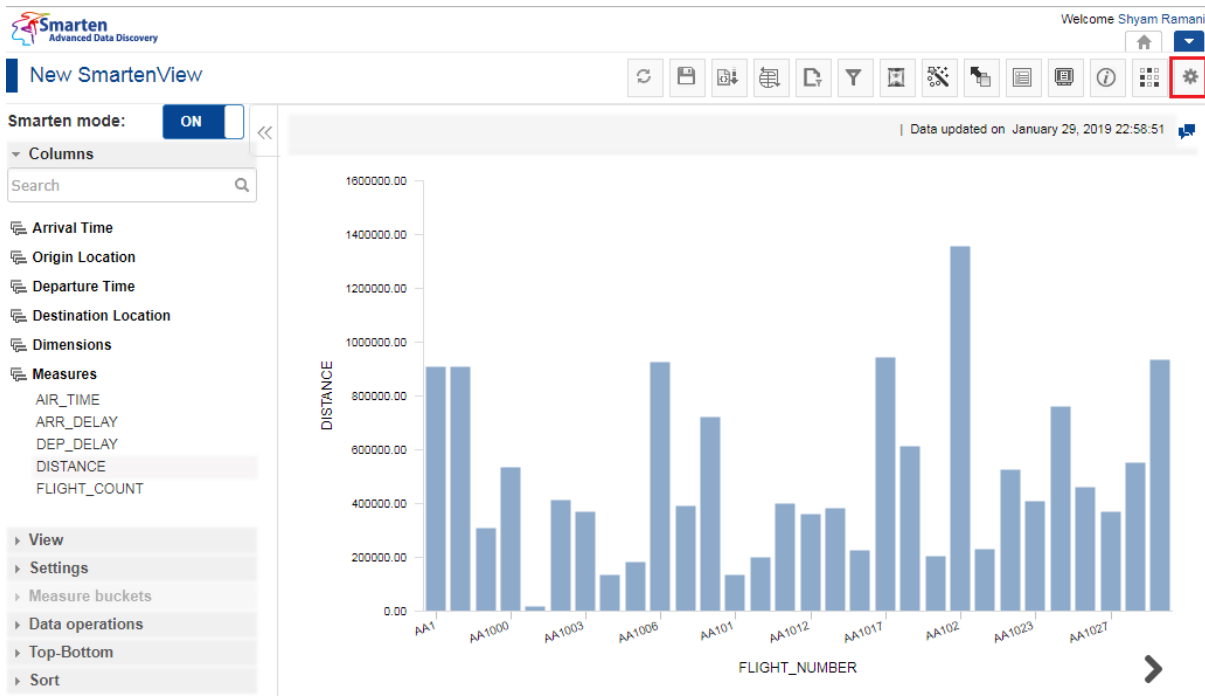 Smarten
Advanced Data Discovery
Welcome Shyam Ramani
New SmartenView
Smarten mode: ON
| Data updated on January 29, 2019 22:58:51
Columns
Search
Arrival Time
Origin Location
Departure Time
Destination Location
Dimensions
Measures
AIR_TIME
ARR_DELAY
DEP_DELAY
DISTANCE
FLIGHT_COUNT
View
Settings
Measure buckets
Data operations
Top-Bottom
Sort
1600000.00
1400000.00
1200000.00
1000000.00
800000.00
600000.00
400000.00
200000.00
0.00
DISTANCE
AA1 AA1000 AA1003 AA1006 AA101 AA1012 AA1017 AA102 AA1023 AA1027
FLIGHT_NUMBER